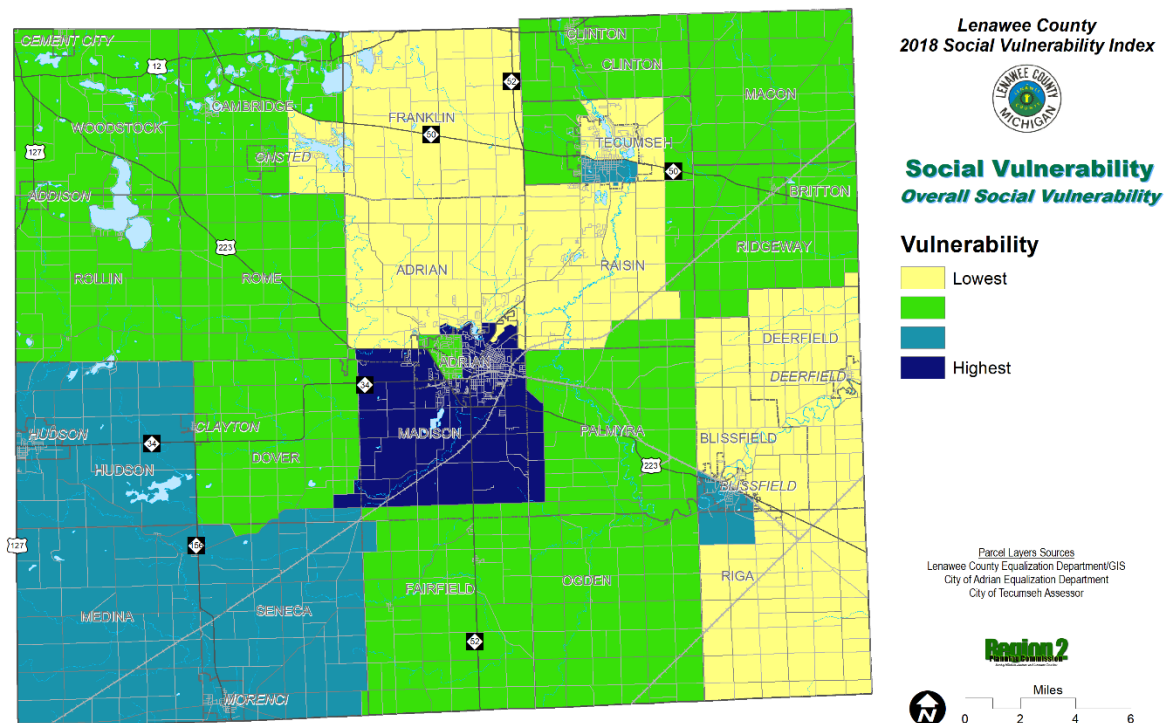 Lenawee County
2018 Social Vulnerability Index
LENAWEE COUNTY
MICHIGAN
Social Vulnerability
Overall Social Vulnerability
Vulnerability
Lowest
Highest
Parcel Layers Sources
Lenawee County Equalization Department/GIS
City of Adrian Equalization Department
City of Tecumseh Assessor
Region 2
Planning Commission
Miles
0 2 4 6
N
CEMENT CITY
12
CLINTON
CLINTON
52
MACON
CAMBRIDGE
FRANKLIN
WOODSTOCK
50
TECUMSEH
127
ONSTED
50
ADDISON
BRITTON
223
RIDGEWAY
ROLLIN
ROME
ADRIAN
RAISIN
DEERFIELD
ADRIAN
DEERFIELD
34
HUDSON
CLAYTON
MADISON
PALMYRA
BLISSFIELD
34
HUDSON
DOVER
223
BLISSFIELD
127
156
RIGA
OGDEN
FAIRFIELD
MEDINA
SENECA
52
MORENCI